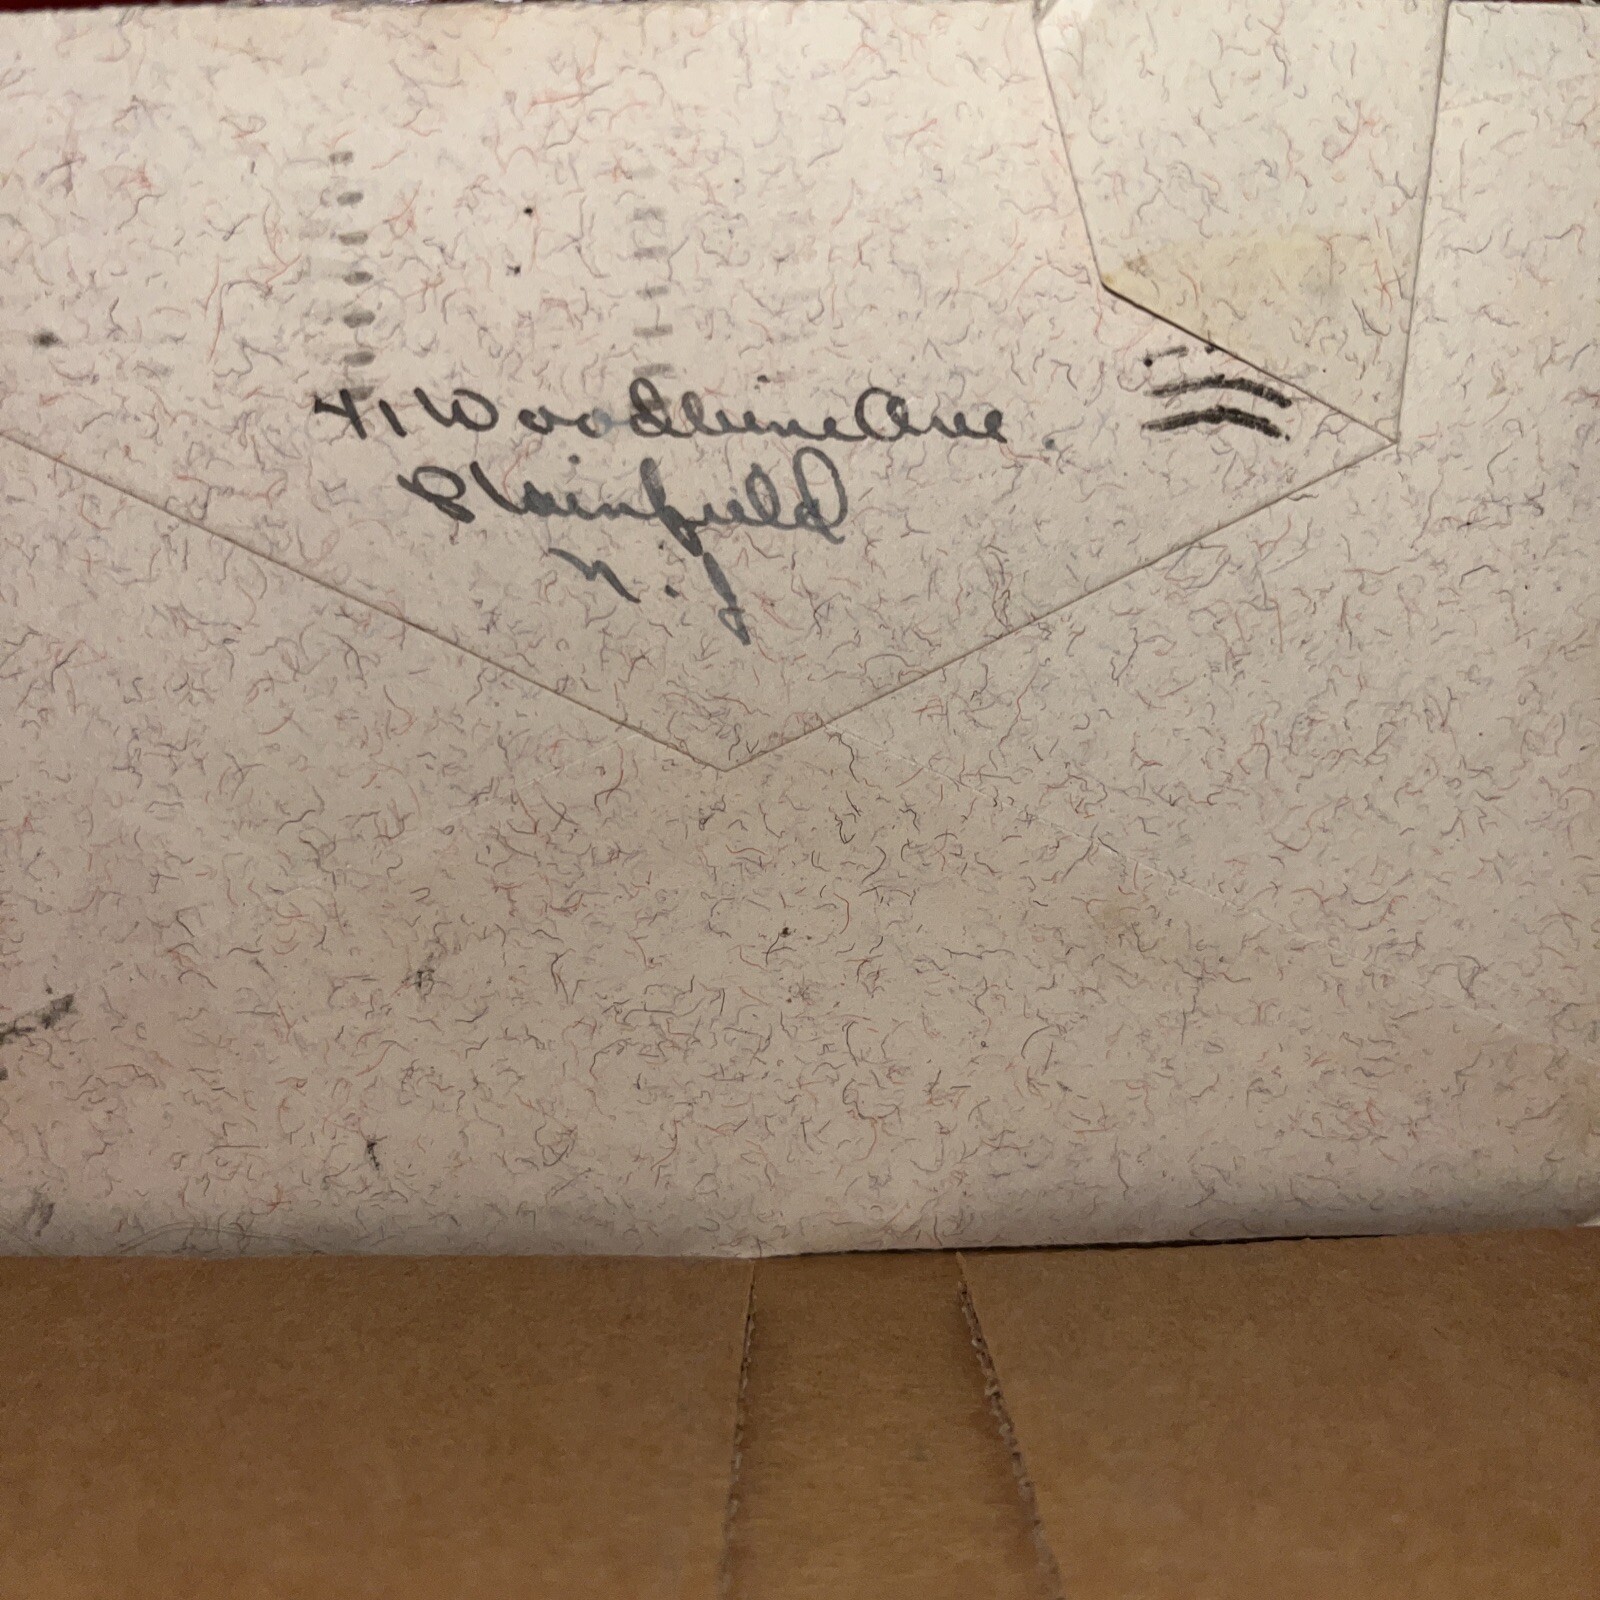 41 Woodbine Ave.
Plainfield
N. J